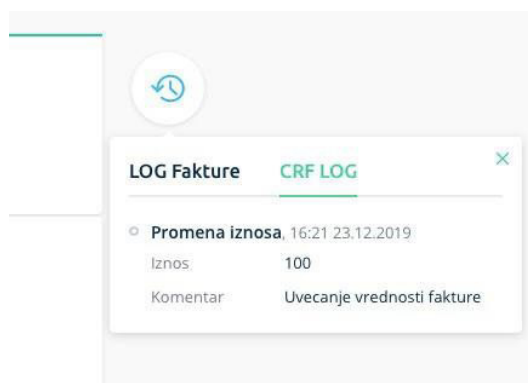 LOG Fakture CRF LOG
Promena iznosa, 16:21 23.12.2019
Iznos 100
Komentar Uvecanje vrednosti fakture